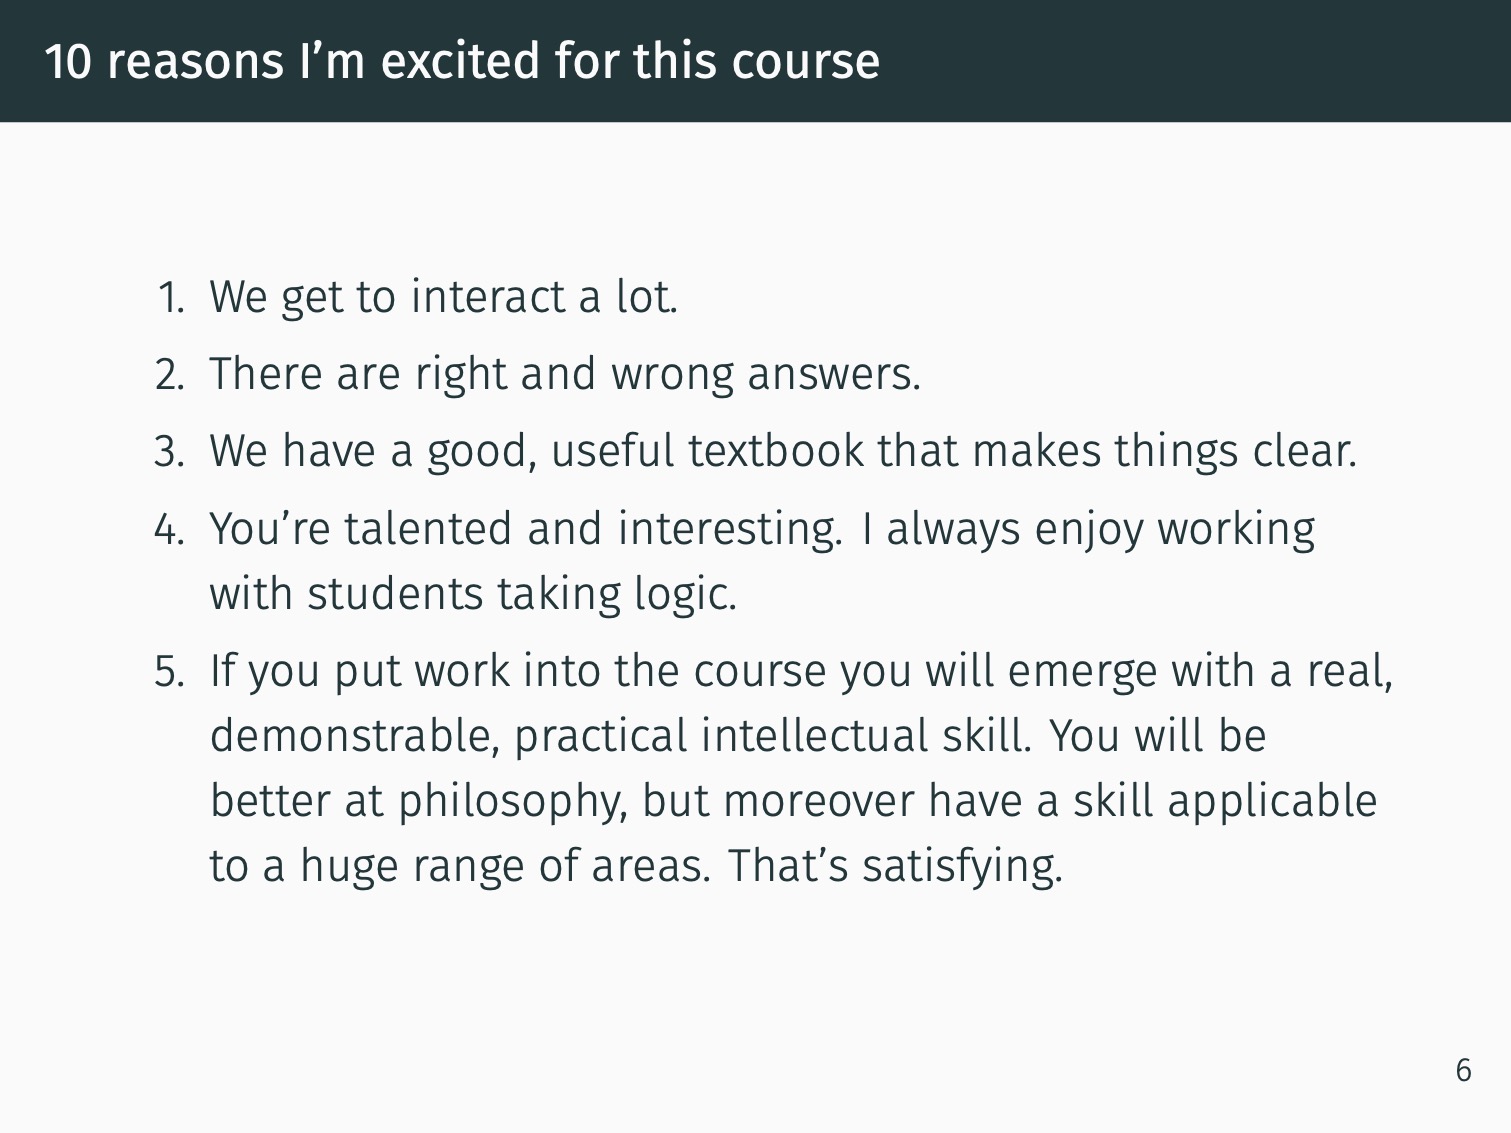 10 reasons I’m excited for this course
1. We get to interact a lot.
2. There are right and wrong answers.
3. We have a good, useful textbook that makes things clear.
4. You’re talented and interesting. I always enjoy working
with students taking logic.
5. If you put work into the course you will emerge with a real,
demonstrable, practical intellectual skill. You will be
better at philosophy, but moreover have a skill applicable
to a huge range of areas. That’s satisfying.
6